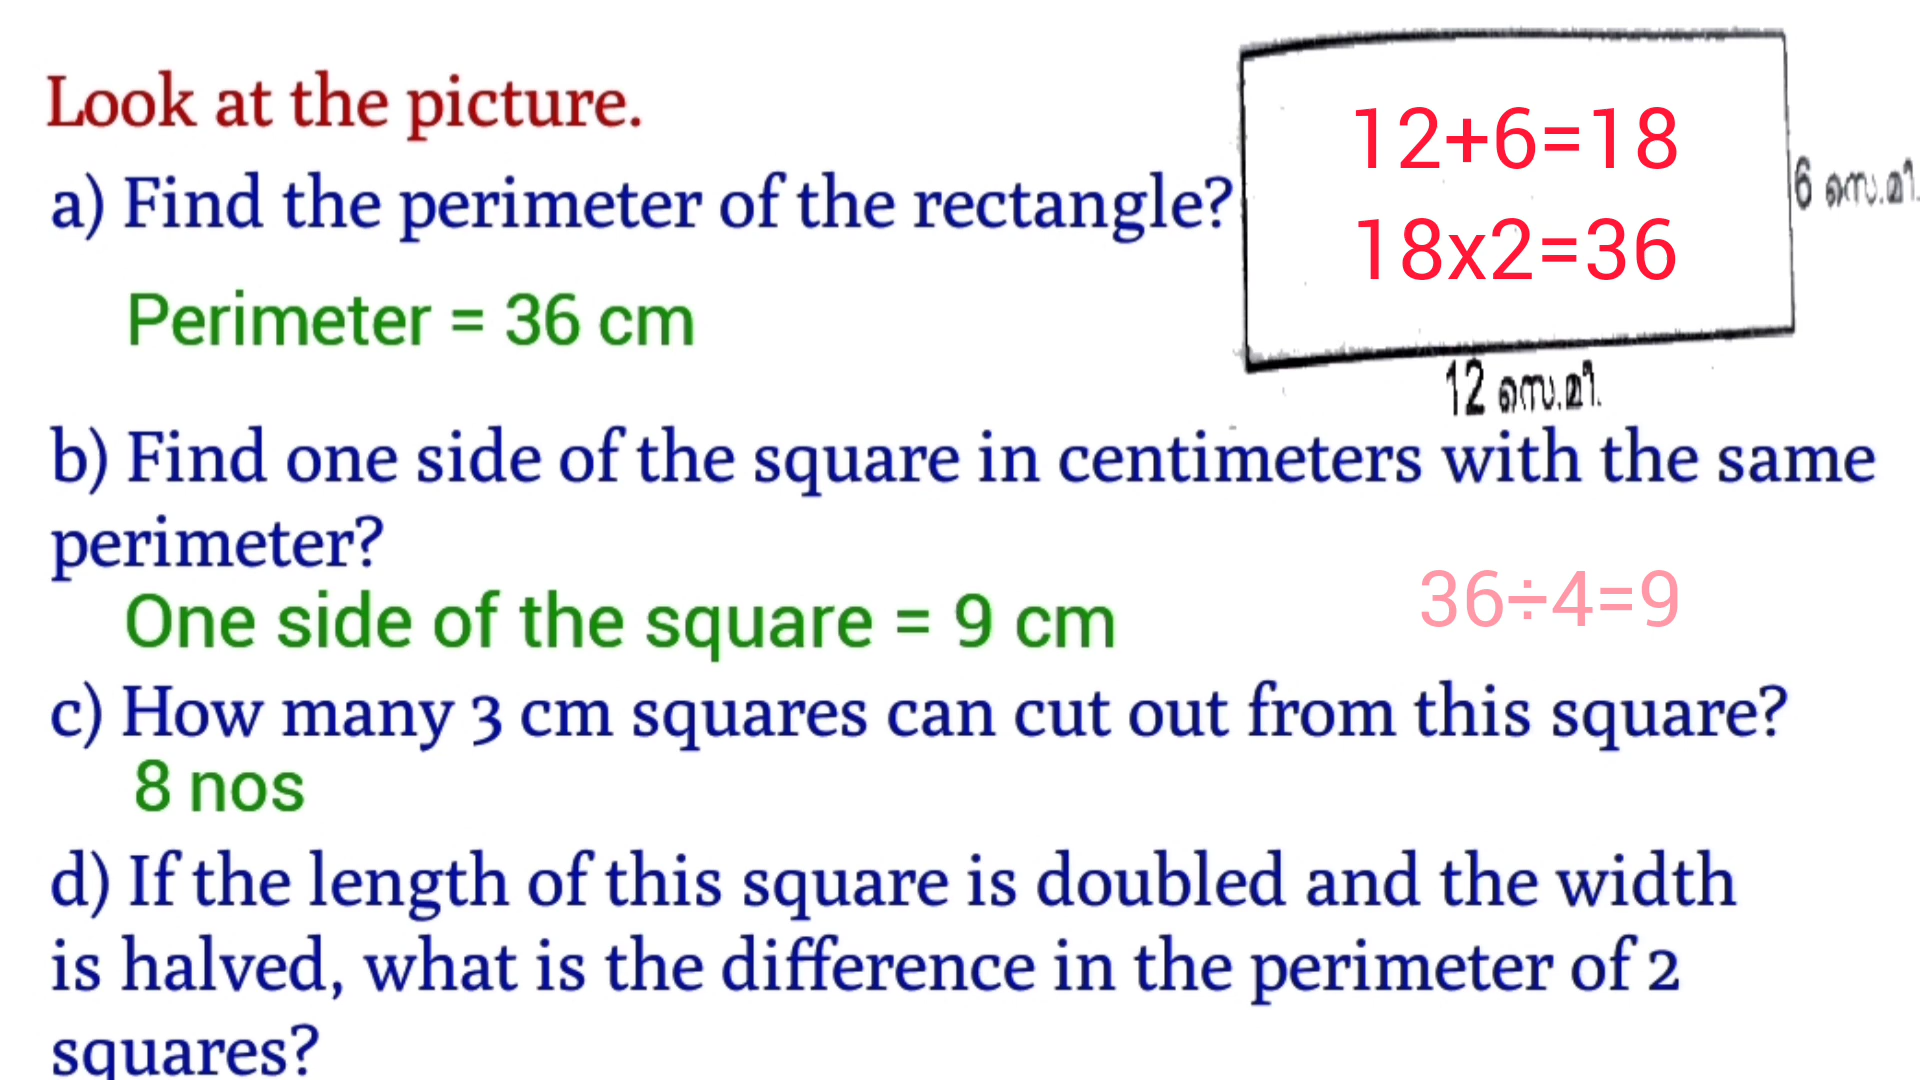 Look at the picture.
a) Find the perimeter of the rectangle?
12+6=18
18x2=36
6 സെ.മീ.
12 സെ.മീ.
Perimeter = 36 cm
b) Find one side of the square in centimeters with the same
perimeter?
36÷4=9
One side of the square = 9 cm
c) How many 3 cm squares can cut out from this square?
8 nos
d) If the length of this square is doubled and the width
is halved, what is the difference in the perimeter of 2
squares?